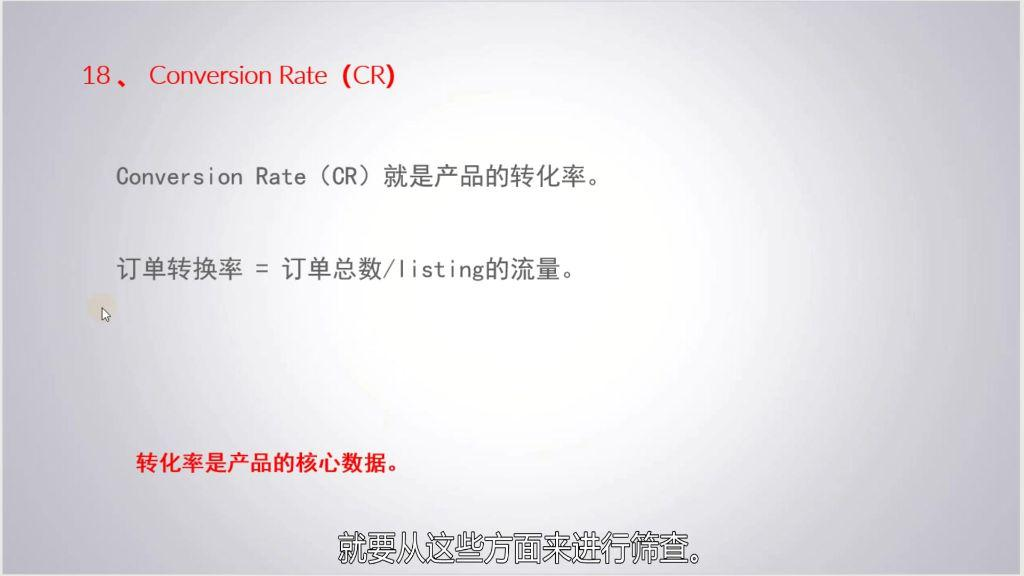 18、 Conversion Rate（CR）
Conversion Rate（CR）就是产品的转化率。
订单转换率 = 订单总数/listing的流量。
转化率是产品的核心数据。
就要从这些方面来进行筛查。